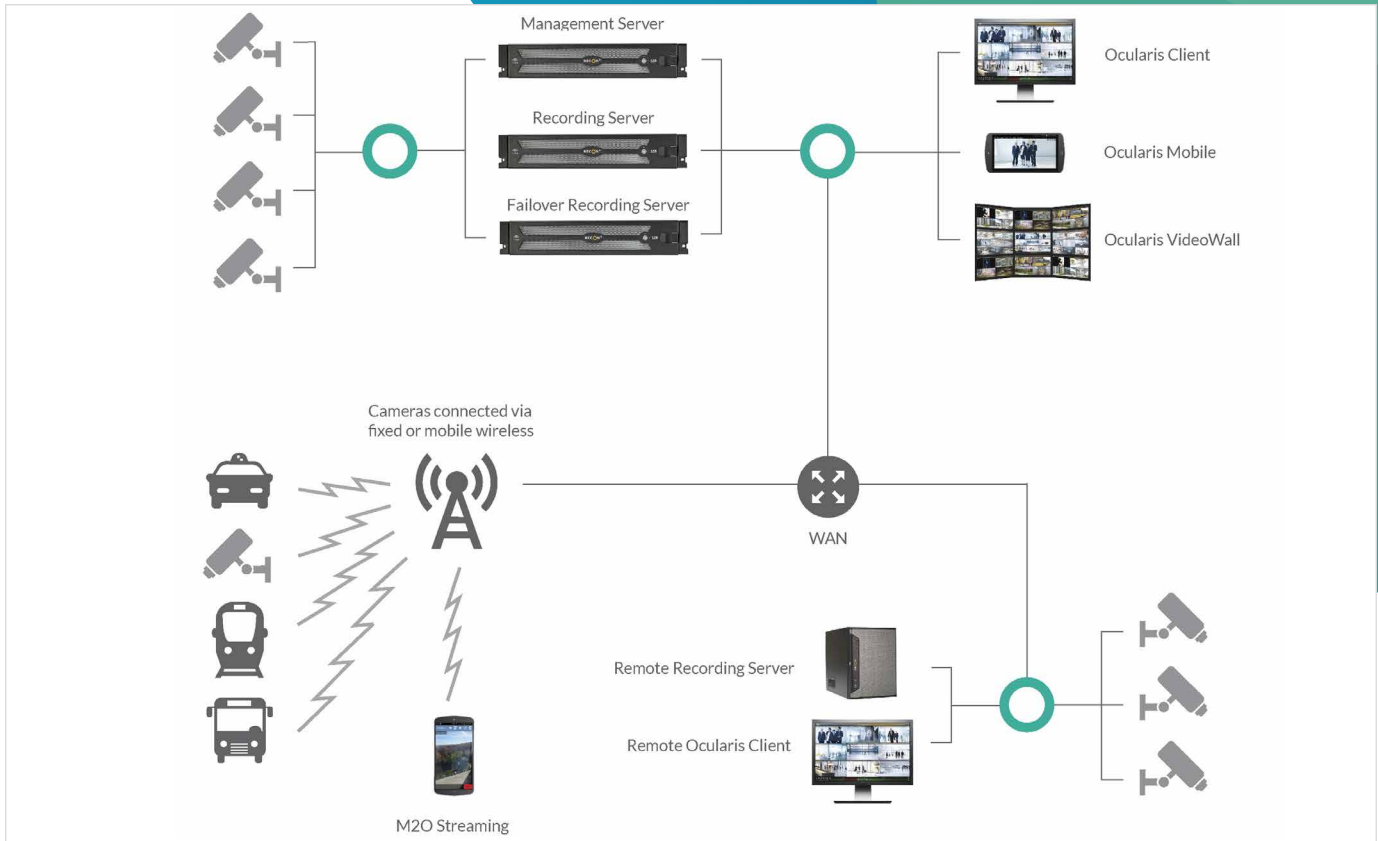 Management Server
Ocularis Client
Recording Server
Ocularis Mobile
Failover Recording Server
Ocularis VideoWall
Cameras connected via
fixed or mobile wireless
WAN
Remote Recording Server
Remote Ocularis Client
M2O Streaming